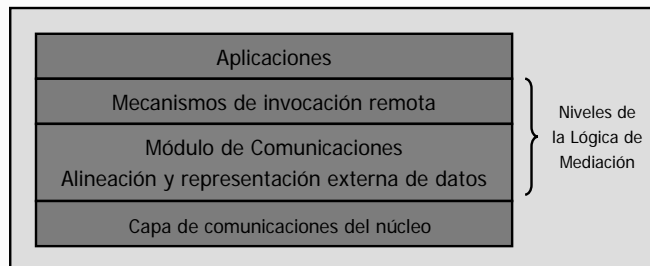 Aplicaciones
Mecanismos de invocación remota
Módulo de Comunicaciones
Alineación y representación externa de datos
Capa de comunicaciones del núcleo
Niveles de
la Lógica de
Mediación